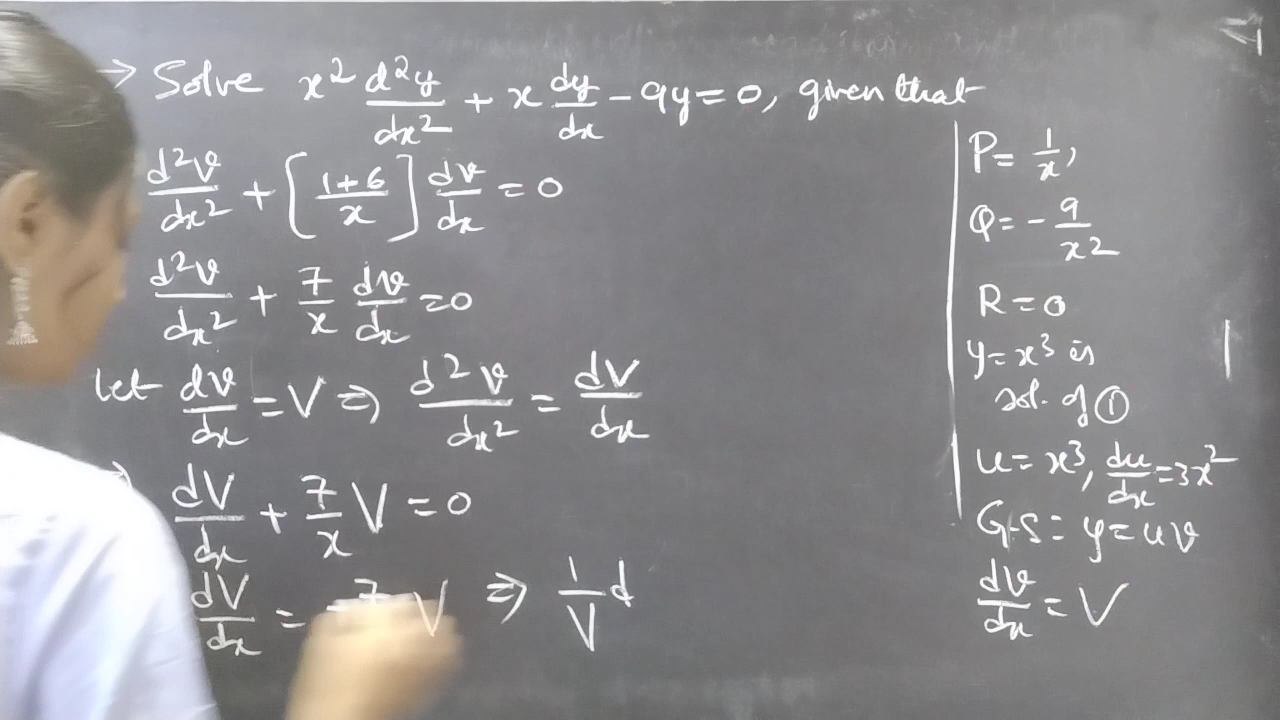 → Solve x² d²y/dx² + x dy/dx - 9y = 0, given that
d²v/dx² + [1+6/x] dv/dx = 0
d²v/dx² + 7/x dv/dx = 0
Let dv/dx = V ⇒ d²v/dx² = dV/dx
dV/dx + 7/x V = 0
dV/dx = 7 V ⇒ 1/V d
P = 1/x,
Q = - 9/x²
R = 0
y = x³ is
sol. of ①
u = x³, du/dx = 3x²
G.S = y = uv
dv/dx = V